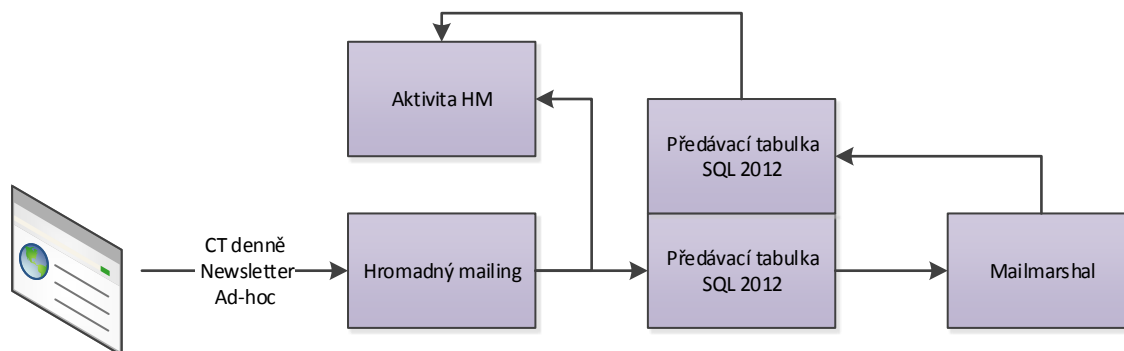 Aktivita HM
Předávací tabulka
SQL 2012
CT denně
Newsletter
Ad-hoc
Hromadný mailing
Předávací tabulka
SQL 2012
Mailmarshal